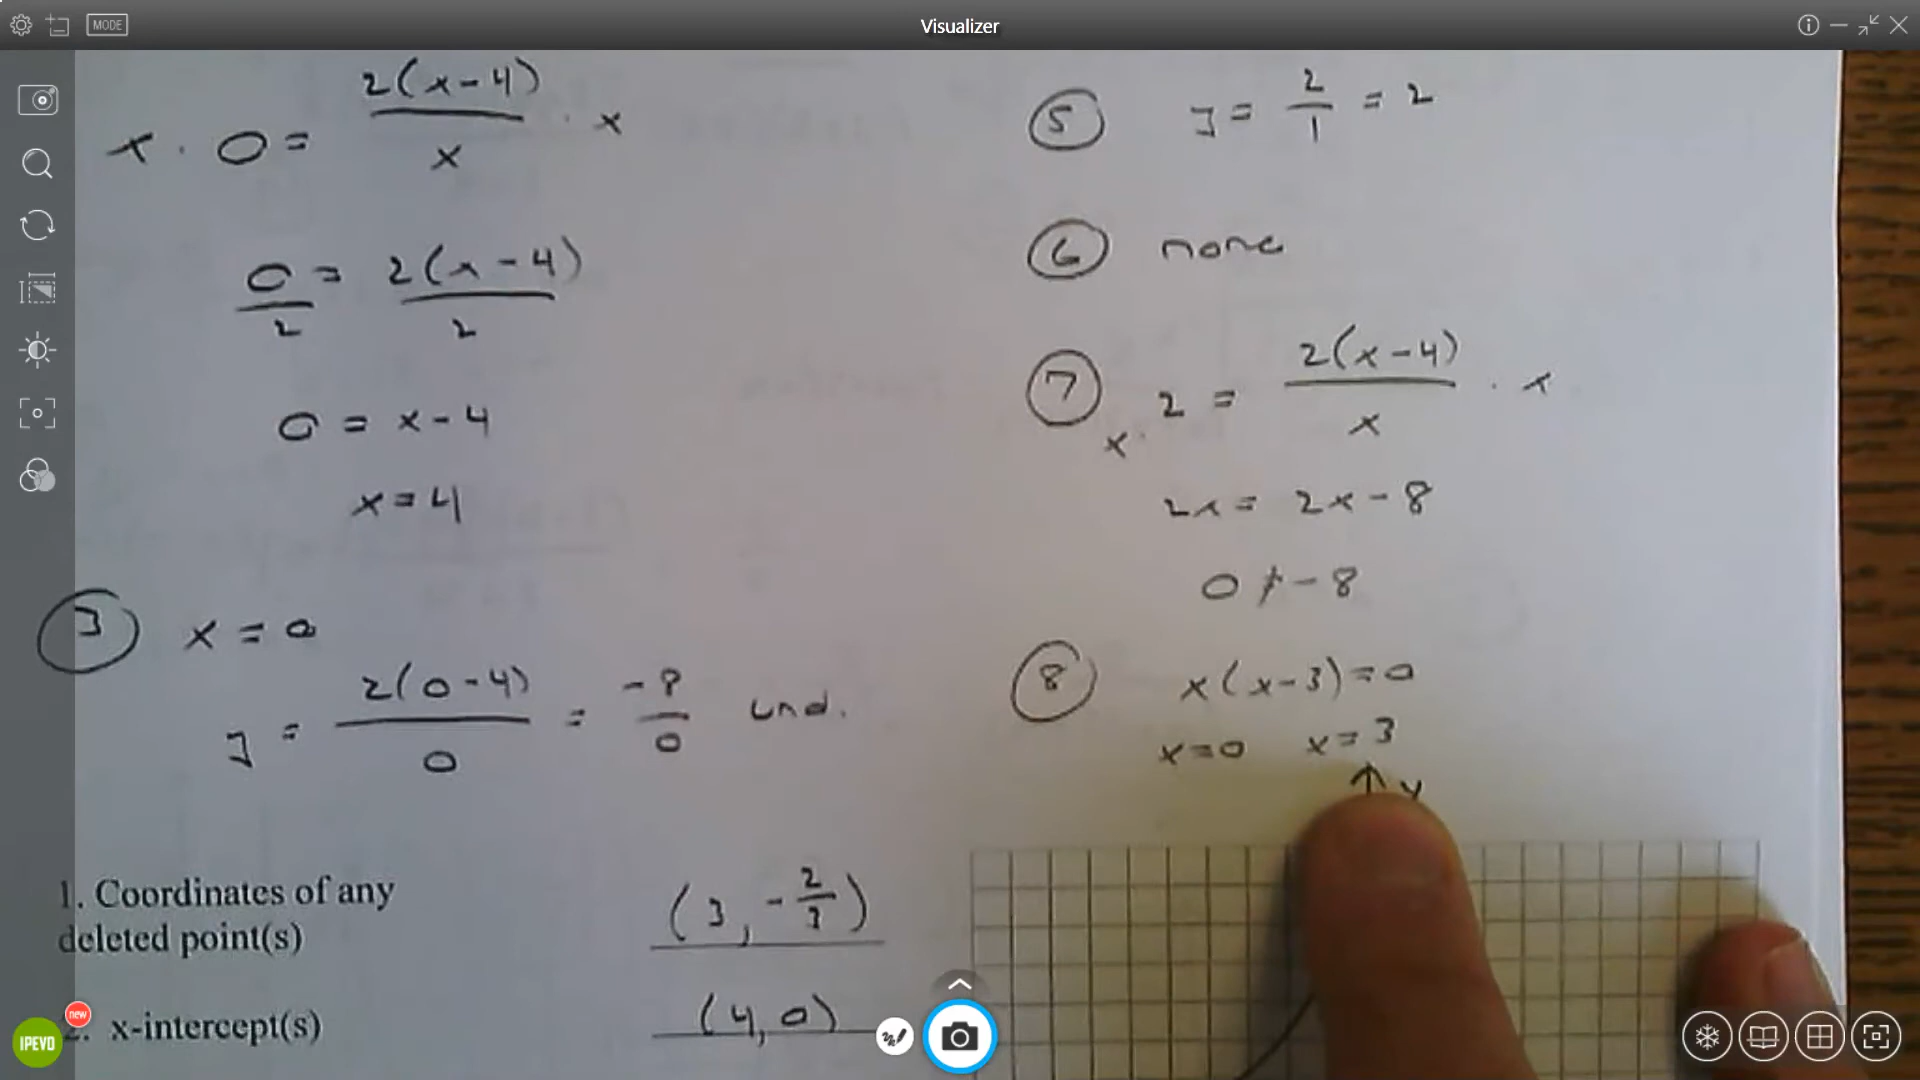 MODE
Visualizer
x · 0 = 2(x-4)/x · x
0/2 = 2(x-4)/2
0 = x - 4
x = 4
3 x = 0
y = 2(0-4)/0 = -8/0 und.
1. Coordinates of any
deleted point(s)
(3, -2/3)
2. x-intercept(s)
(4, 0)
5 y = 2/1 = 2
6 none
7 x · 2 = 2(x-4)/x · x
2x = 2x - 8
0 ≠ -8
8 x(x-3) = 0
x = 0 x = 3
↑ y
new
IPEVO